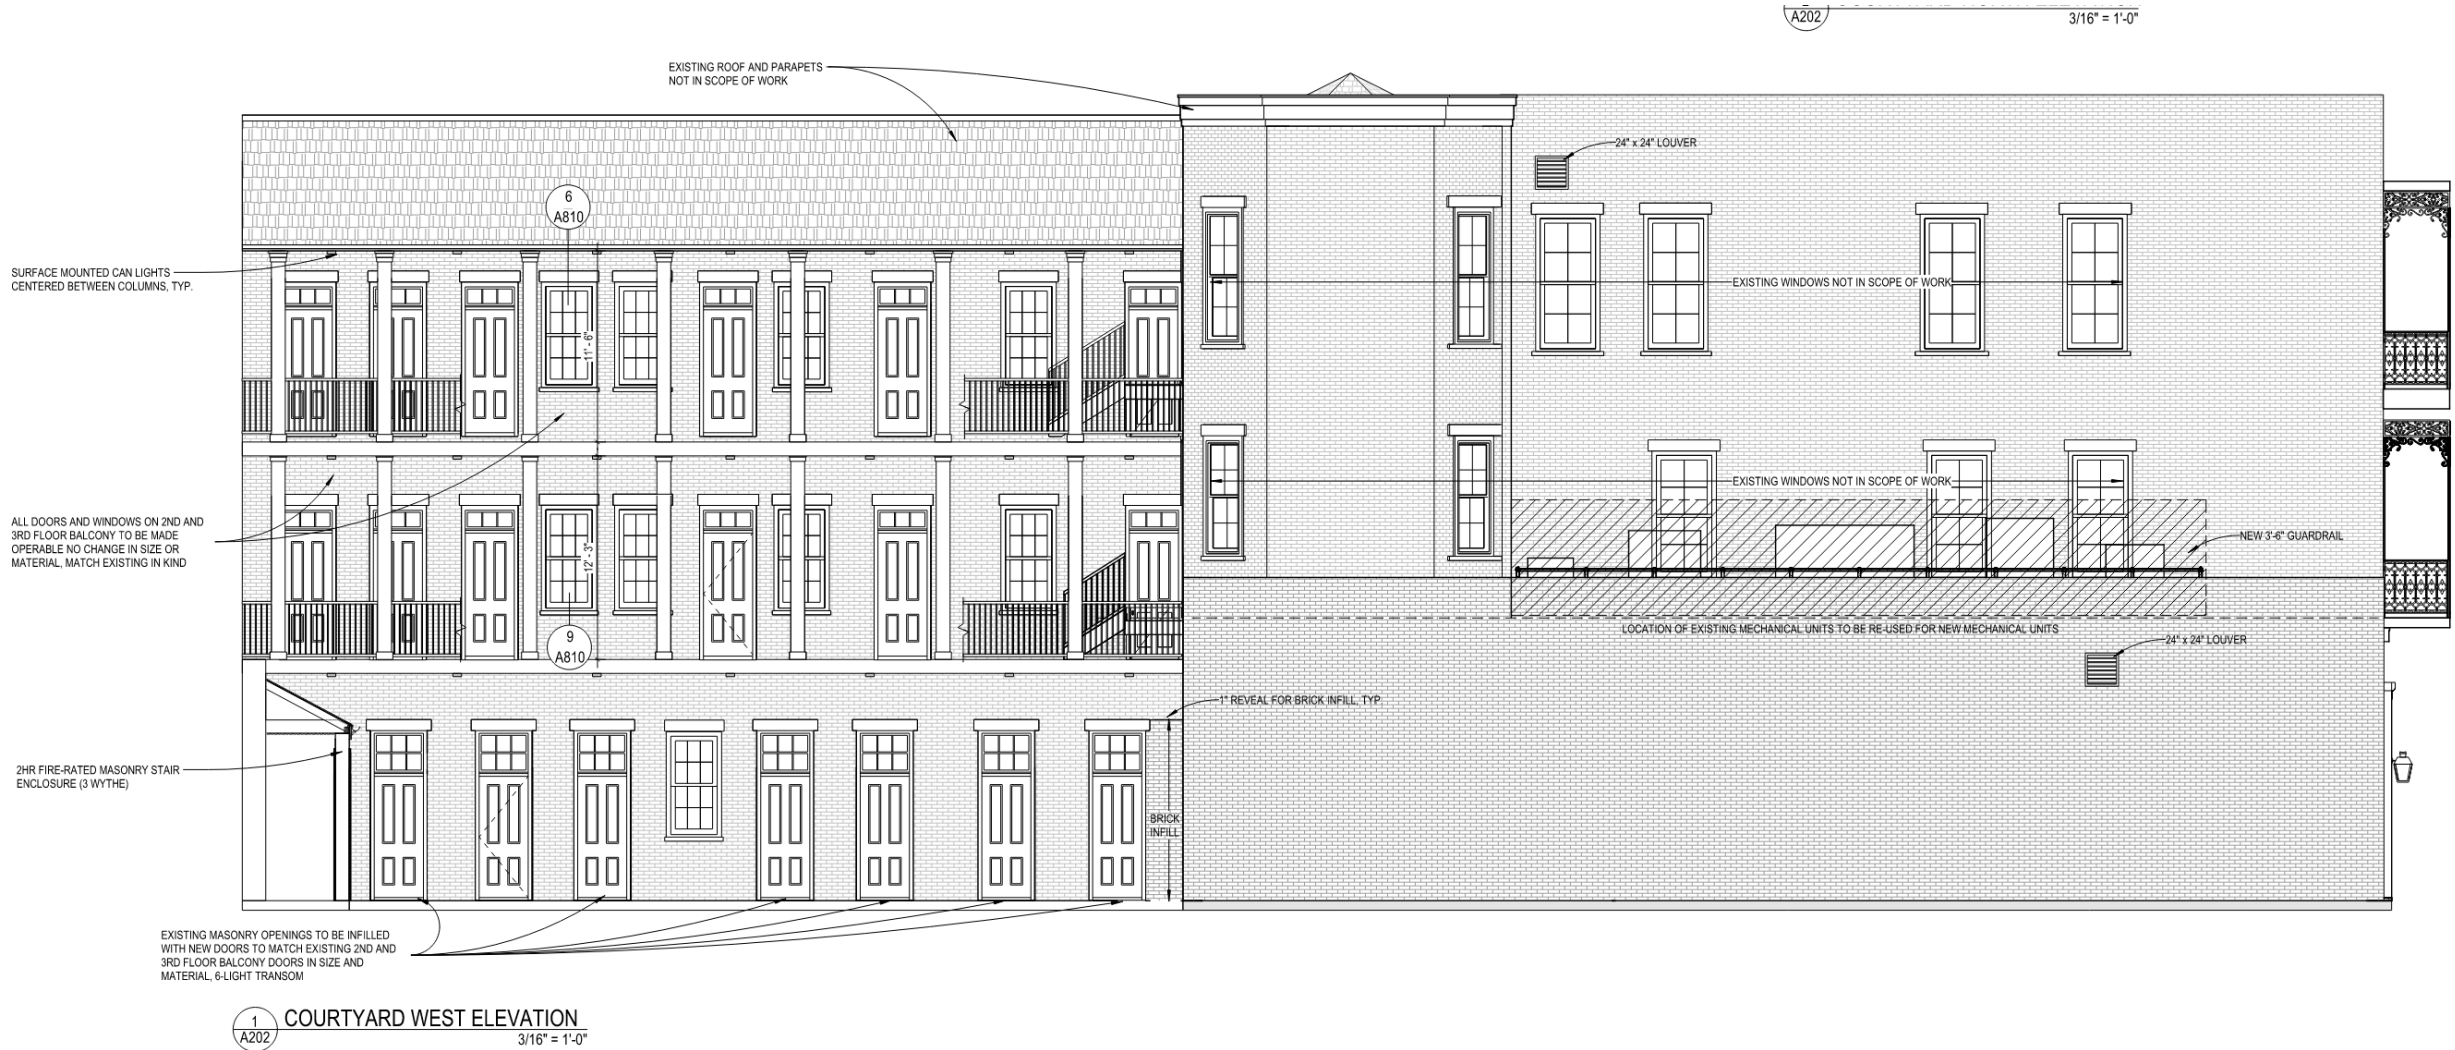 A202
3/16" = 1'-0"
EXISTING ROOF AND PARAPETS
NOT IN SCOPE OF WORK
24" x 24" LOUVER
6
A810
SURFACE MOUNTED CAN LIGHTS
CENTERED BETWEEN COLUMNS, TYP.
EXISTING WINDOWS NOT IN SCOPE OF WORK
11' - 6"
EXISTING WINDOWS NOT IN SCOPE OF WORK
ALL DOORS AND WINDOWS ON 2ND AND
3RD FLOOR BALCONY TO BE MADE
OPERABLE NO CHANGE IN SIZE OR
MATERIAL, MATCH EXISTING IN KIND
12' - 3"
NEW 3'-6" GUARDRAIL
9
A810
LOCATION OF EXISTING MECHANICAL UNITS TO BE RE-USED FOR NEW MECHANICAL UNITS
24" x 24" LOUVER
1" REVEAL FOR BRICK INFILL, TYP.
2HR FIRE-RATED MASONRY STAIR
ENCLOSURE (3 WYTHE)
BRICK
INFILL
EXISTING MASONRY OPENINGS TO BE INFILLED
WITH NEW DOORS TO MATCH EXISTING 2ND AND
3RD FLOOR BALCONY DOORS IN SIZE AND
MATERIAL, 6-LIGHT TRANSOM
1
A202
COURTYARD WEST ELEVATION
3/16" = 1'-0"